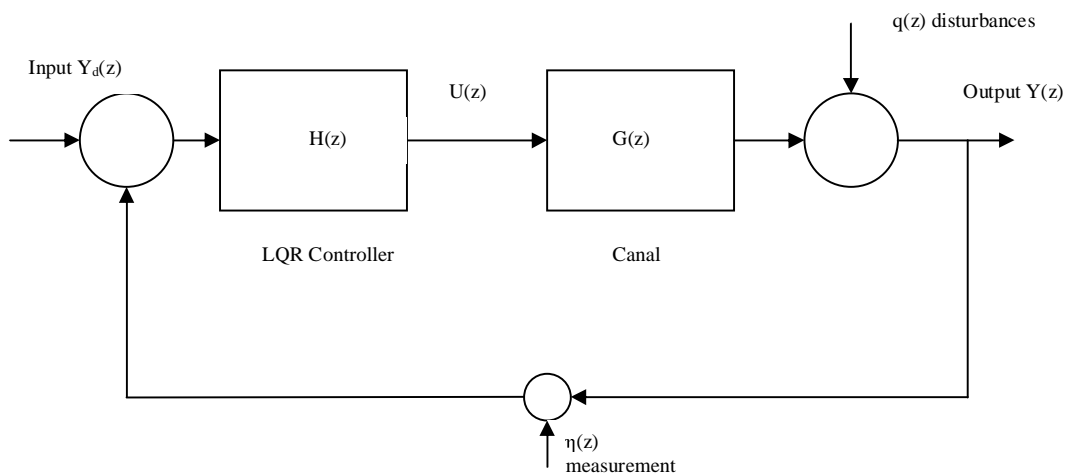 q(z) disturbances
Input Y_d(z)
U(z)
Output Y(z)
H(z)
G(z)
LQR Controller
Canal
η(z)
measurement